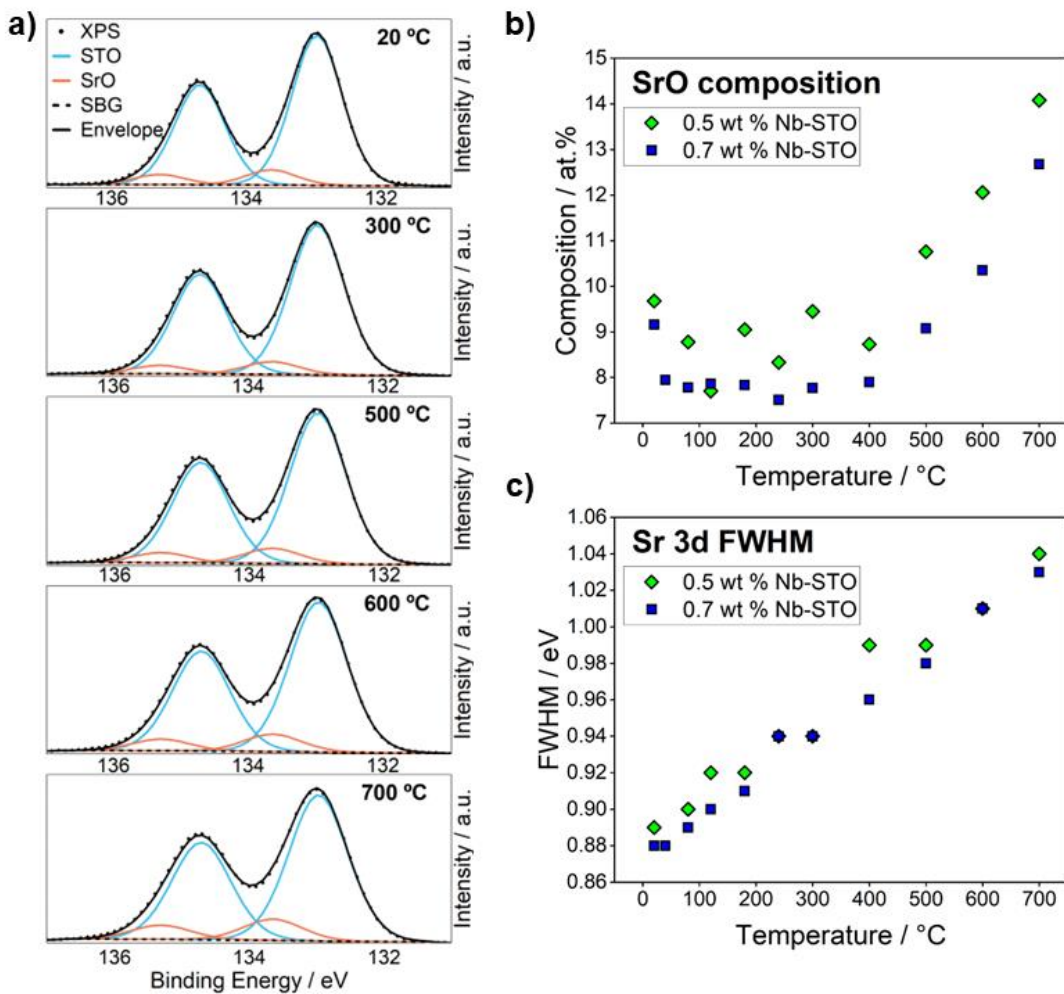 a)
XPS
STO
SrO
SBG
Envelope
20 ºC
Intensity / a.u.
136
134
132
300 ºC
Intensity / a.u.
136
134
132
500 ºC
Intensity / a.u.
136
134
132
600 ºC
Intensity / a.u.
136
134
132
700 ºC
Intensity / a.u.
136
134
132
Binding Energy / eV
b)
SrO composition
0.5 wt % Nb-STO
0.7 wt % Nb-STO
Composition / at.%
15
14
13
12
11
10
9
8
7
0 100 200 300 400 500 600 700
Temperature / °C
c)
Sr 3d FWHM
0.5 wt % Nb-STO
0.7 wt % Nb-STO
FWHM / eV
1.06
1.04
1.02
1.00
0.98
0.96
0.94
0.92
0.90
0.88
0.86
0 100 200 300 400 500 600 700
Temperature / °C